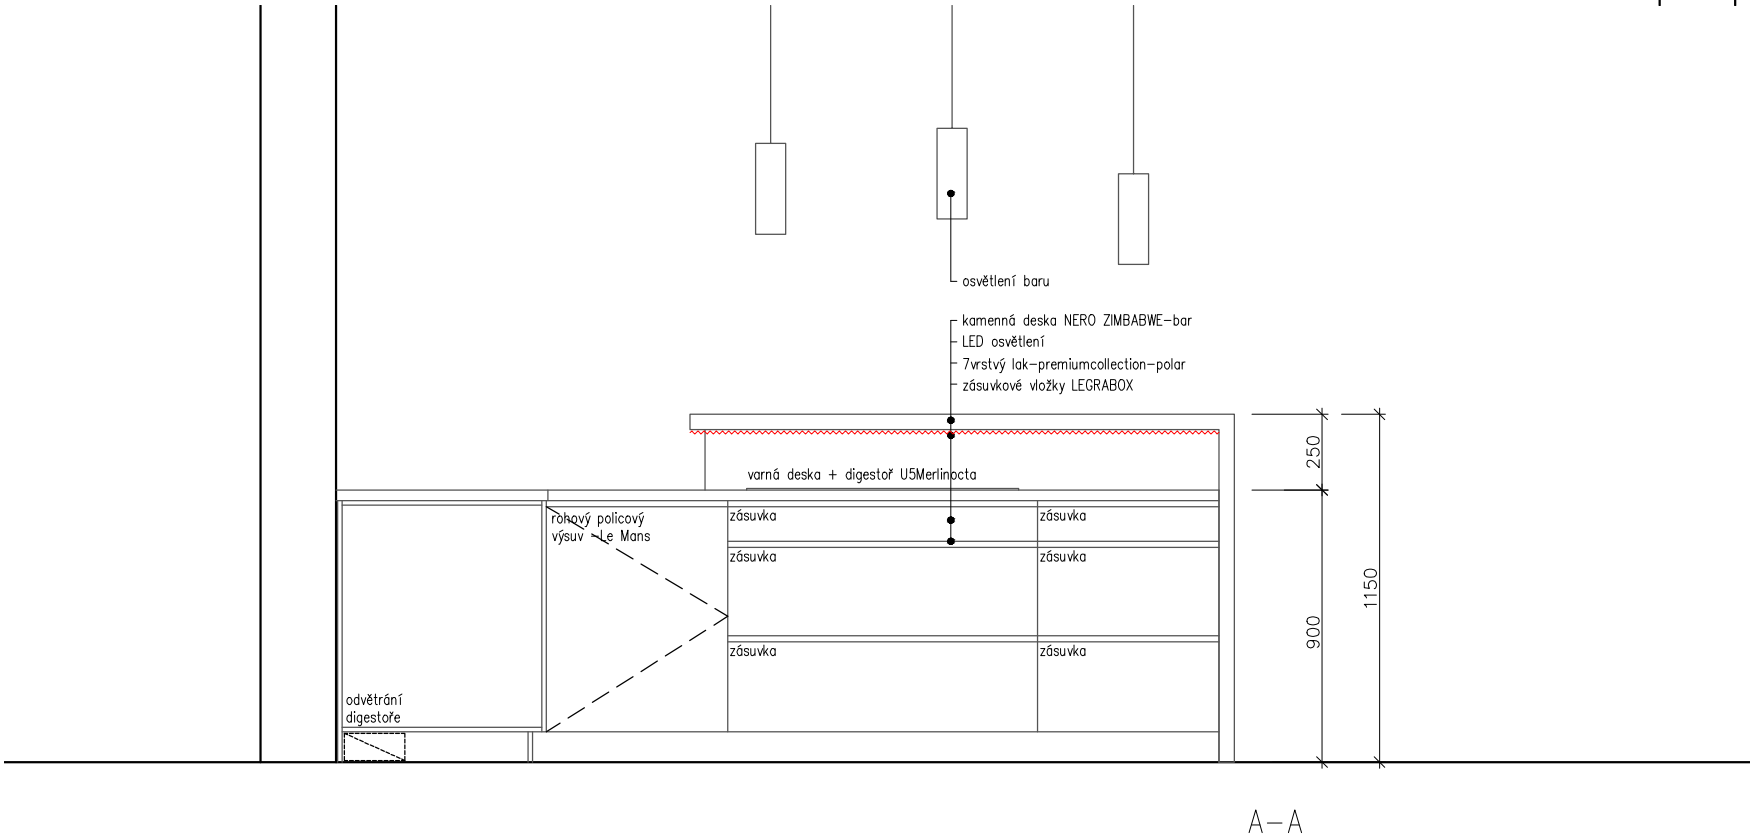 osvětlení baru
kamenná deska NERO ZIMBABWE-bar
LED osvětlení
7vrstvý lak-premiumcollection-polar
zásuvkové vložky LEGRABOX
250
varná deska + digestoř U5Merlinocta
rohový policový
výsuv -Le Mans
zásuvka
zásuvka
zásuvka
zásuvka
1150
900
zásuvka
zásuvka
odvětrání
digestoře
A-A